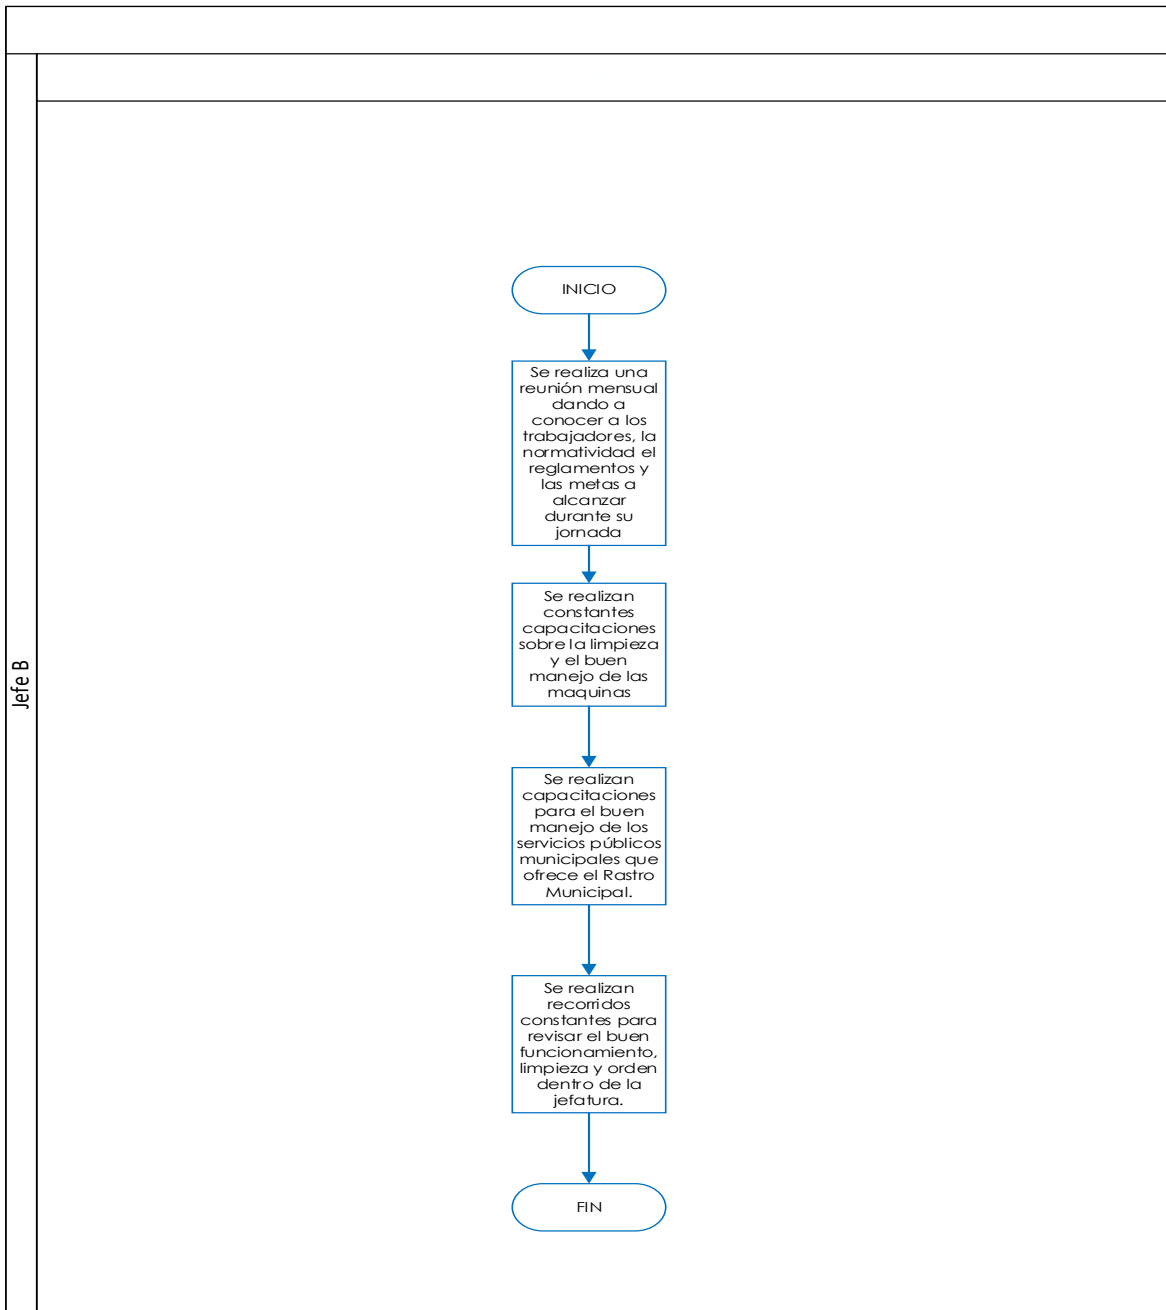 INICIO
Se realiza una
reunión mensual
dando a
conocer a los
trabajadores, la
normatividad el
reglamentos y
las metas a
alcanzar
durante su
jornada
Se realizan
constantes
capacitaciones
sobre la limpieza
y el buen
manejo de las
maquinas
Jefe B
Se realizan
capacitaciones
para el buen
manejo de los
servicios públicos
municipales que
ofrece el Rastro
Municipal.
Se realizan
recorridos
constantes para
revisar el buen
funcionamiento,
limpieza y orden
dentro de la
jefatura.
FIN